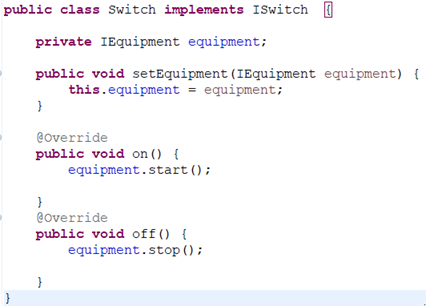 public class Switch implements ISwitch {
private IEquipment equipment;
public void setEquipment(IEquipment equipment) {
this.equipment = equipment;
}
@Override
public void on() {
equipment.start();
}
@Override
public void off() {
equipment.stop();
}
}